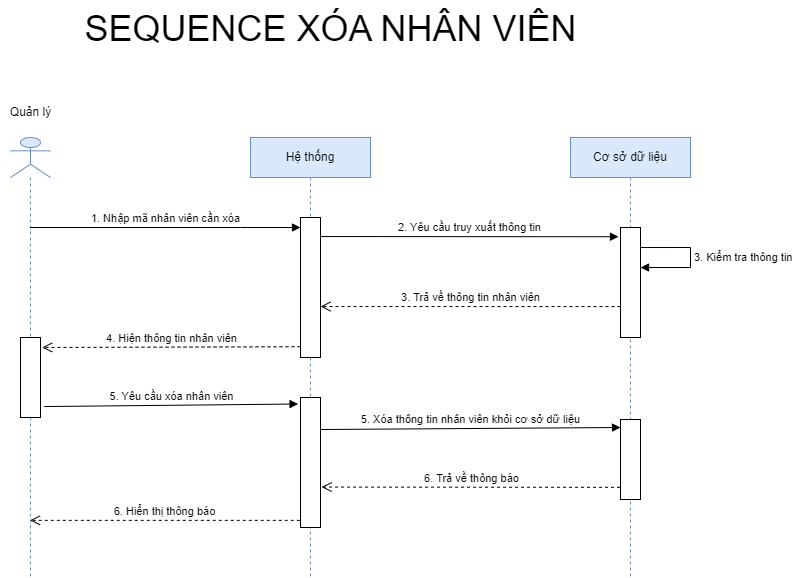 SEQUENCE XÓA NHÂN VIÊN
Quản lý
Hệ thống
Cơ sở dữ liệu
1. Nhập mã nhân viên cần xóa
2. Yêu cầu truy xuất thông tin
3. Kiểm tra thông tin
3. Trả về thông tin nhân viên
4. Hiện thông tin nhân viên
5. Yêu cầu xóa nhân viên
5. Xóa thông tin nhân viên khỏi cơ sở dữ liệu
6. Trả về thông báo
6. Hiển thị thông báo